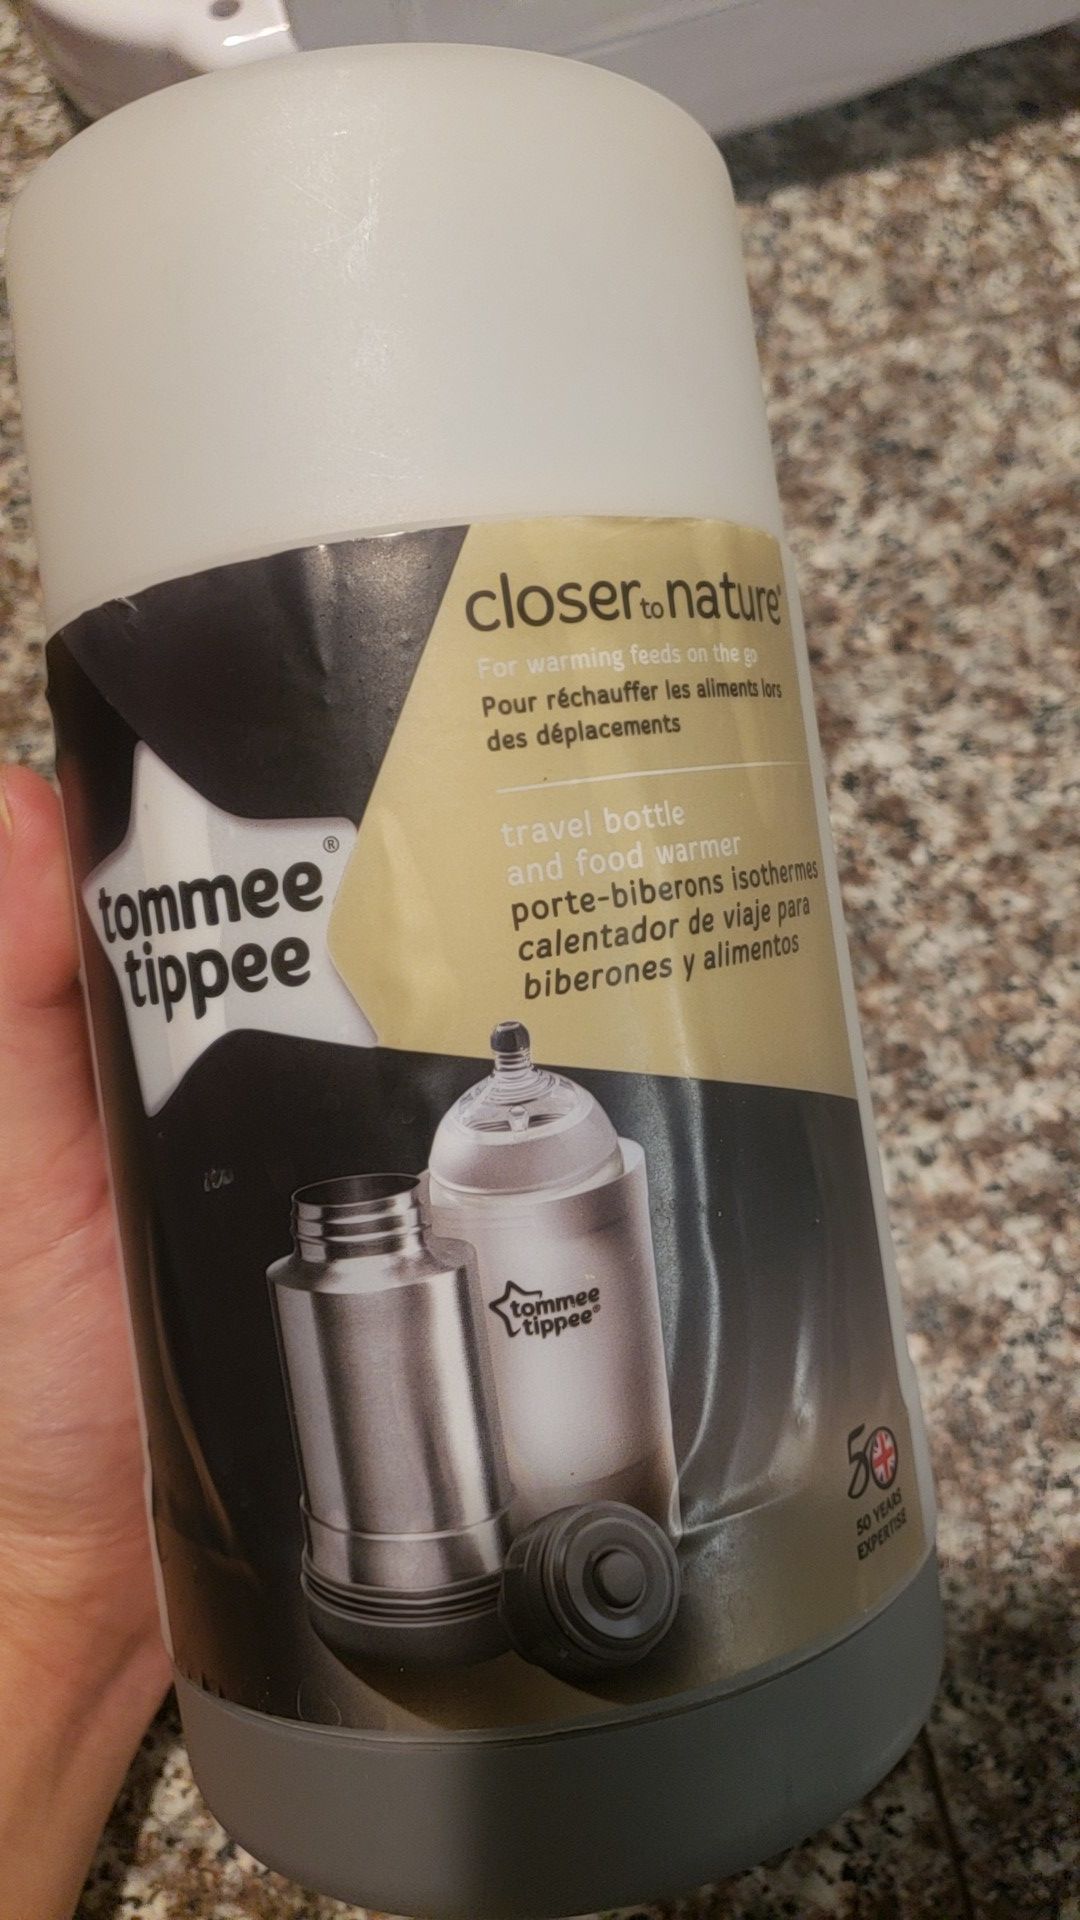 closer to nature®
For warming feeds on the go
Pour réchauffer les aliments lors
des déplacements
travel bottle
and food warmer
porte-biberons isothermes
calentador de viaje para
biberones y alimentos
tommee®
tippee
tommee
tippee®
50
50 YEARS
EXPERTISE